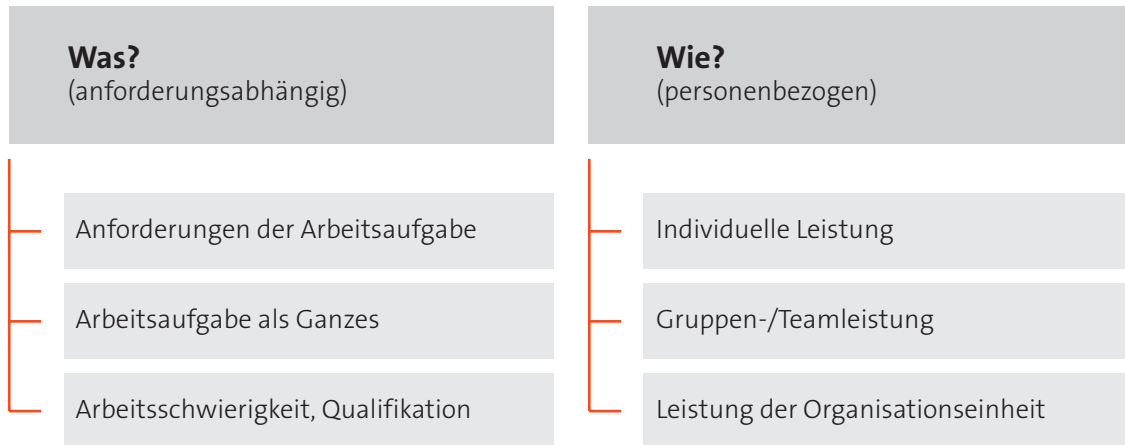 Was?
(anforderungsabhängig)
Anforderungen der Arbeitsaufgabe
Arbeitsaufgabe als Ganzes
Arbeitsschwierigkeit, Qualifikation
Wie?
(personenbezogen)
Individuelle Leistung
Gruppen-/Teamleistung
Leistung der Organisationseinheit